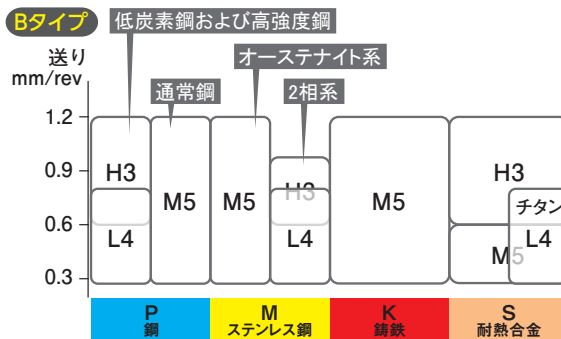 Bタイプ
低炭素鋼および高強度鋼
送り
mm/rev
オーステナイト系
通常鋼
2相系
1.2
0.9
0.6
0.3
H3
L4
M5
M5
H3
L4
M5
H3
チタン
M5
L4
P
鋼
M
ステンレス鋼
K
鋳鉄
S
耐熱合金